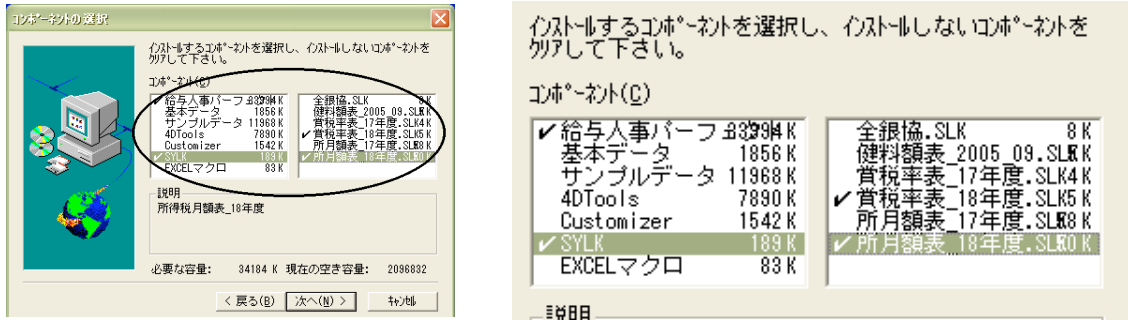 コンポーネントの選択
インストールするコンポーネントを選択し、インストールしないコンポーネントを
クリアして下さい。
コンポーネント(C)
給与人事パーフ
基本データ 1856 K
サンプルデータ 11968 K
4DTools 7890 K
Customizer 1542 K
SYLK 189 K
EXCELマクロ 83 K
全銀協.SLK 8 K
健料額表_2005_09.SLK
賞税率表_17年度.SLK4 K
賞税率表_18年度.SLK5 K
所月額表_17年度.SLK
所月額表_18年度.SLK
説明
所得税月額表_18年度
必要な容量: 34184 K 現在の空き容量: 2096832
< 戻る(B)
次へ(N) >
キャンセル
インストールするコンポーネントを選択し、インストールしないコンポーネントを
クリアして下さい。
コンポーネント(C)
給与人事パーフ
基本データ 1856 K
サンプルデータ 11968 K
4DTools 7890 K
Customizer 1542 K
SYLK 189 K
EXCELマクロ 83 K
全銀協.SLK 8 K
健料額表_2005_09.SLK
賞税率表_17年度.SLK4 K
賞税率表_18年度.SLK5 K
所月額表_17年度.SLK
所月額表_18年度.SLK
説明